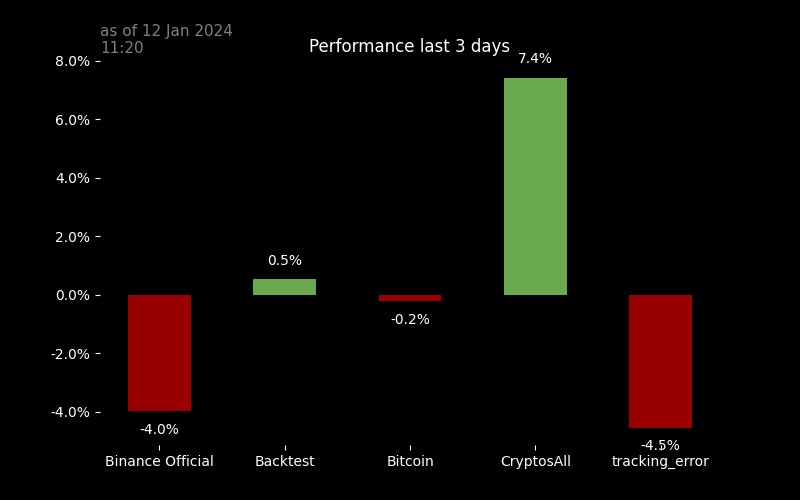 as of 12 Jan 2024
11:20
Performance last 3 days
8.0%
6.0%
4.0%
2.0%
0.0%
-2.0%
-4.0%
-4.0%
0.5%
-0.2%
7.4%
-4.5%
Binance Official
Backtest
Bitcoin
CryptosAll
tracking_error